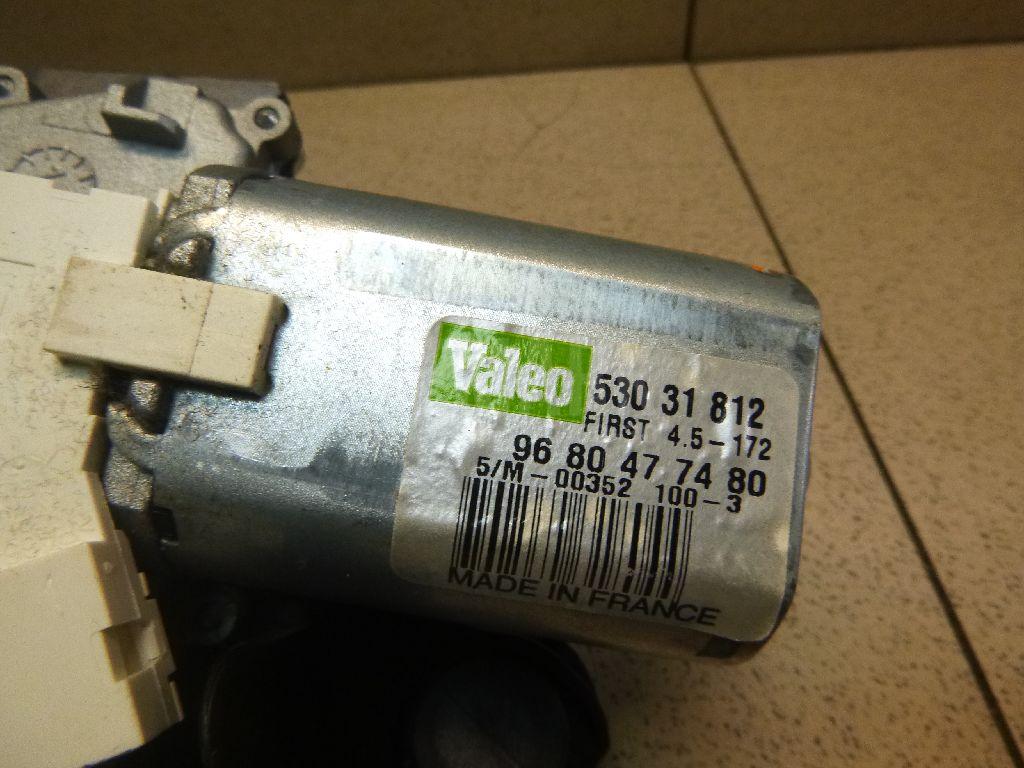 Valeo 530 31 812
FIRST 4.5-172
96 80 47 74 80
5/M-00352 100-3
MADE IN FRANCE